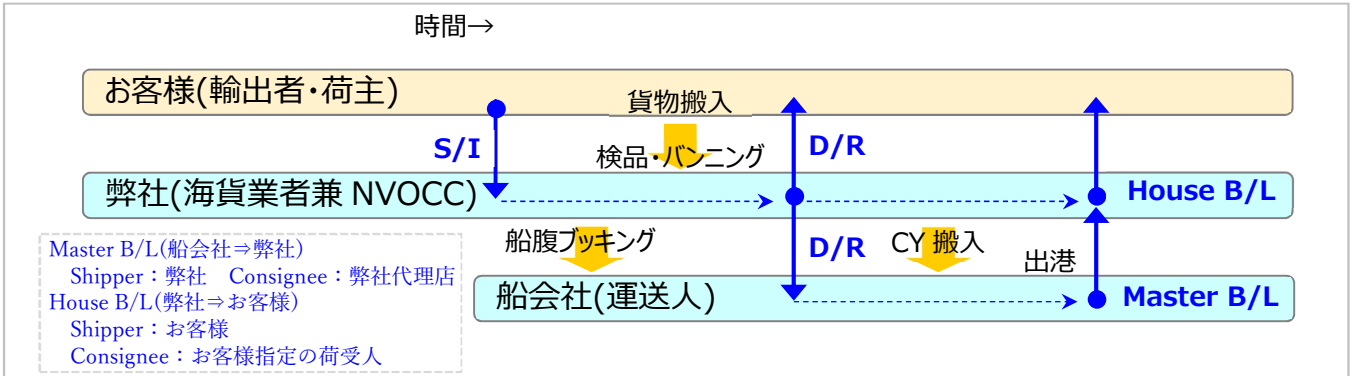 時間→
お客様(輸出者・荷主)
貨物搬入
S/I
検品・バンニング
D/R
弊社(海貨業者兼 NVOCC)
House B/L
船腹ブッキング
D/R
CY 搬入
出港
船会社(運送人)
Master B/L
Master B/L(船会社⇒弊社)
Shipper：弊社　Consignee：弊社代理店
House B/L(弊社⇒お客様)
Shipper：お客様
Consignee：お客様指定の荷受人